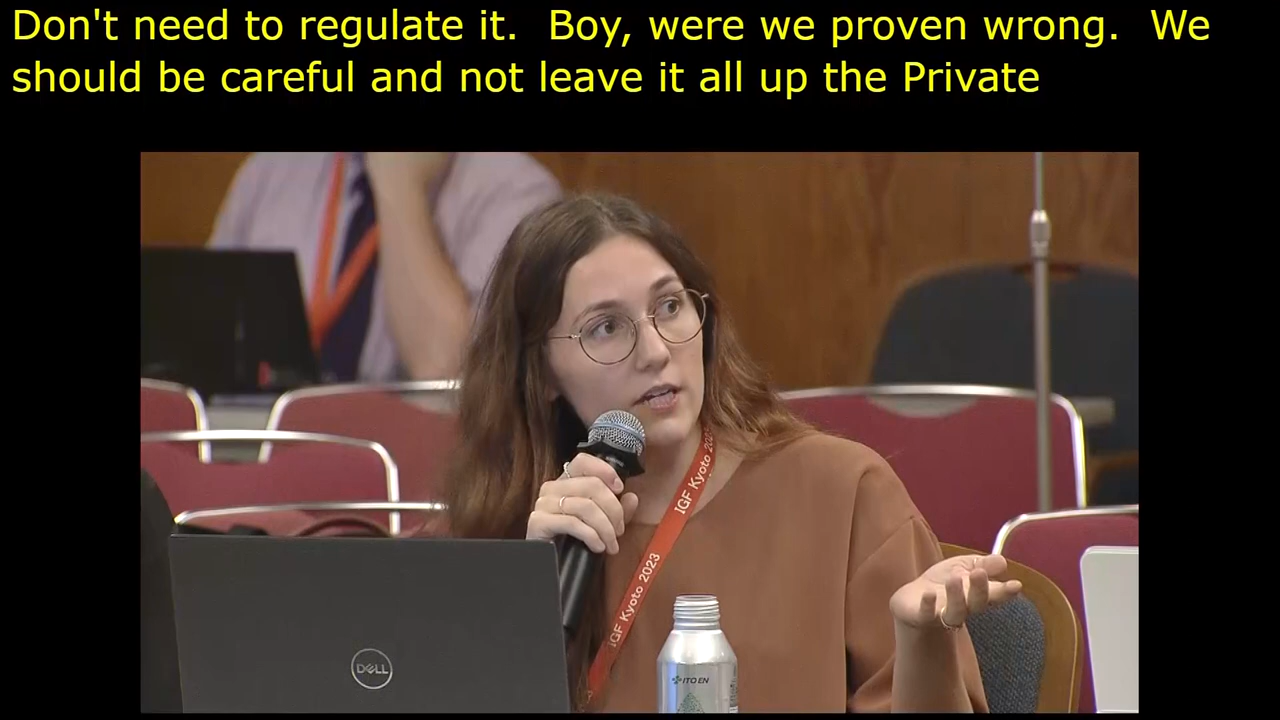 Don't need to regulate it.  Boy, were we proven wrong.  We
should be careful and not leave it all up the Private
IGF Kyoto 202
IGF Kyoto 2023
DELL
ITO EN